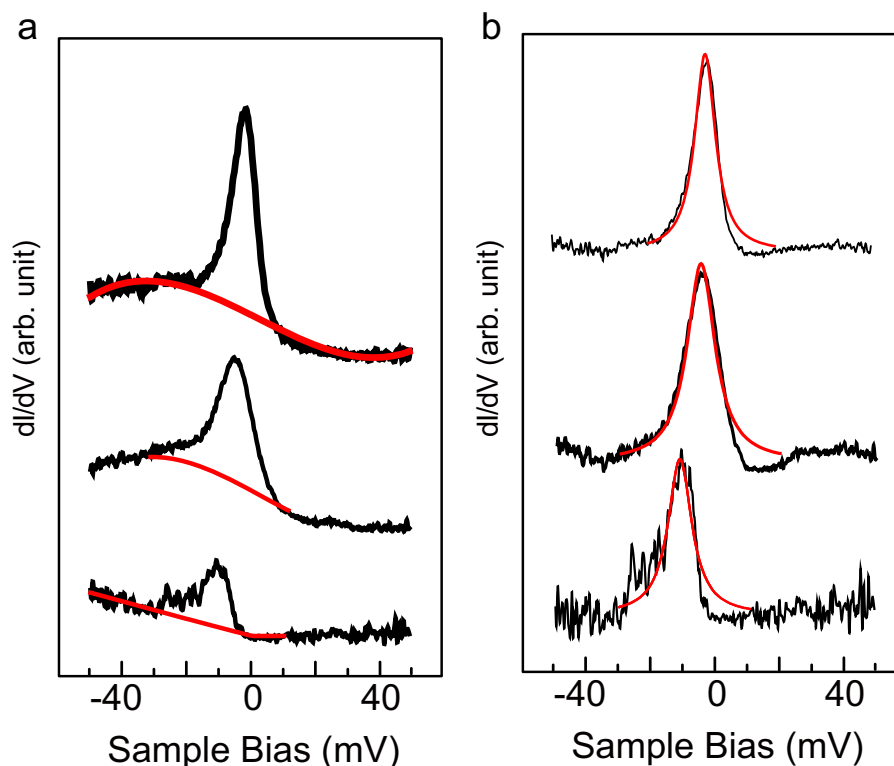 a
b
dI/dV (arb. unit)
dI/dV (arb. unit)
-40 0 40
-40 0 40
Sample Bias (mV)
Sample Bias (mV)